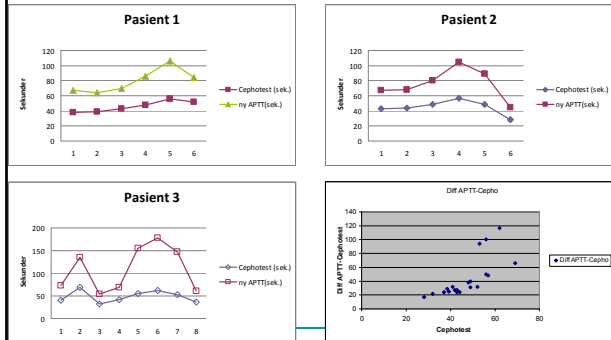 Pasient 1
120
100
80
60
40
20
0
Sekunder
1 2 3 4 5 6
Cephotest (sek.)
ny APTT(sek.)
Pasient 2
120
100
80
60
40
20
0
Sekunder
1 2 3 4 5 6
Cephotest (sek.)
ny APTT(sek.)
Pasient 3
200
150
100
50
0
Sekunder
1 2 3 4 5 6 7 8
Cephotest (sek.)
ny APTT(sek.)
Diff APTT-Cepho
140
120
100
80
60
40
20
0
Diff APTT-Cephotest
0 20 40 60 80
Cephotest
Diff APTT-Cepho